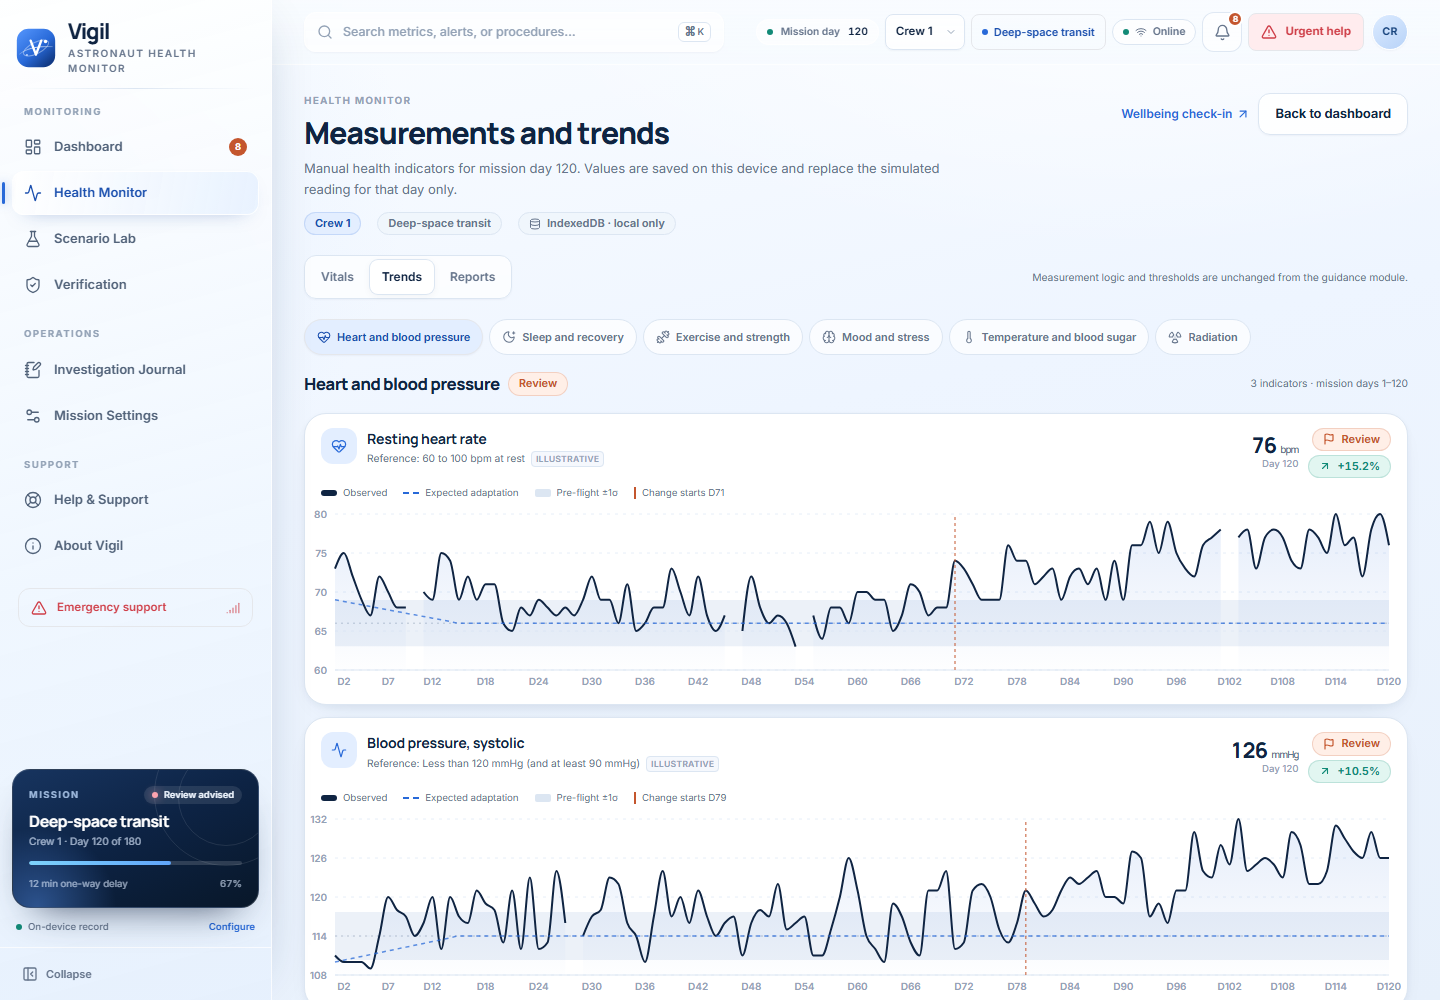 Vigil
ASTRONAUT HEALTH
MONITOR
MONITORING
Dashboard
8
Health Monitor
Scenario Lab
Verification
OPERATIONS
Investigation Journal
Mission Settings
SUPPORT
Help & Support
About Vigil
Emergency support
MISSION
Review advised
Deep-space transit
Crew 1 · Day 120 of 180
12 min one-way delay
67%
On-device record
Configure
Collapse
Search metrics, alerts, or procedures...
⌘K
Mission day 120
Crew 1
Deep-space transit
Online
8
Urgent help
CR
HEALTH MONITOR
Measurements and trends
Manual health indicators for mission day 120. Values are saved on this device and replace the simulated
reading for that day only.
Wellbeing check-in
Back to dashboard
Crew 1
Deep-space transit
IndexedDB · local only
Vitals
Trends
Reports
Measurement logic and thresholds are unchanged from the guidance module.
Heart and blood pressure
Sleep and recovery
Exercise and strength
Mood and stress
Temperature and blood sugar
Radiation
Heart and blood pressure
Review
3 indicators · mission days 1–120
Resting heart rate
Reference: 60 to 100 bpm at rest
ILLUSTRATIVE
76 bpm
Day 120
Review
+15.2%
Observed
Expected adaptation
Pre-flight ±1σ
Change starts D71
80
75
70
65
60
D2 D7 D12 D18 D24 D30 D36 D42 D48 D54 D60 D66 D72 D78 D84 D90 D96 D102 D108 D114 D120
Blood pressure, systolic
Reference: Less than 120 mmHg (and at least 90 mmHg)
ILLUSTRATIVE
126 mmHg
Day 120
Review
+10.5%
Observed
Expected adaptation
Pre-flight ±1σ
Change starts D79
132
126
120
114
108
D2 D7 D12 D18 D24 D30 D36 D42 D48 D54 D60 D66 D72 D78 D84 D90 D96 D102 D108 D114 D120